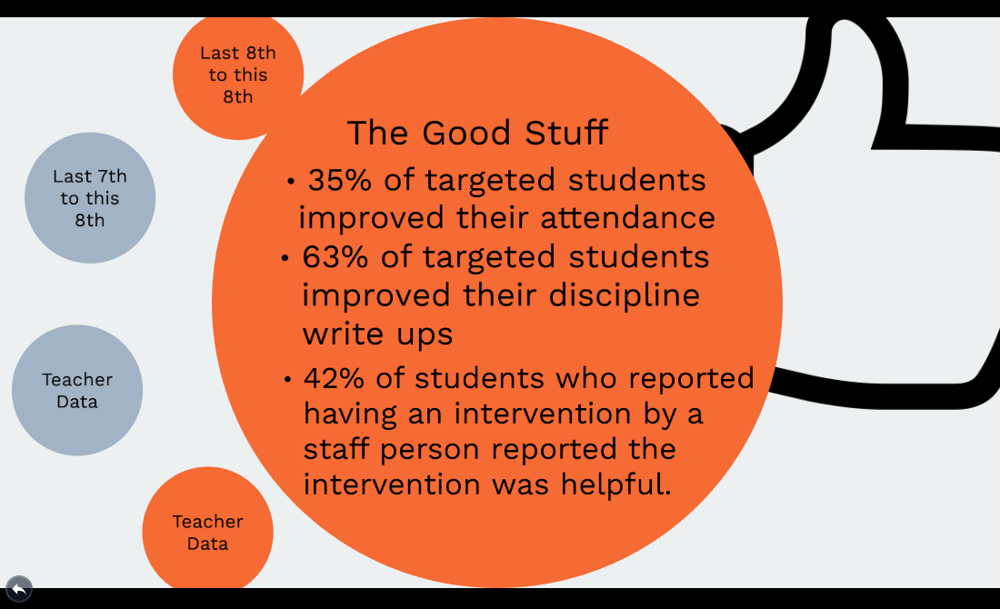 Last 8th
to this
8th
Last 7th
to this
8th
Teacher
Data
Teacher
Data
The Good Stuff
• 35% of targeted students
improved their attendance
• 63% of targeted students
improved their discipline
write ups
• 42% of students who reported
having an intervention by a
staff person reported the
intervention was helpful.